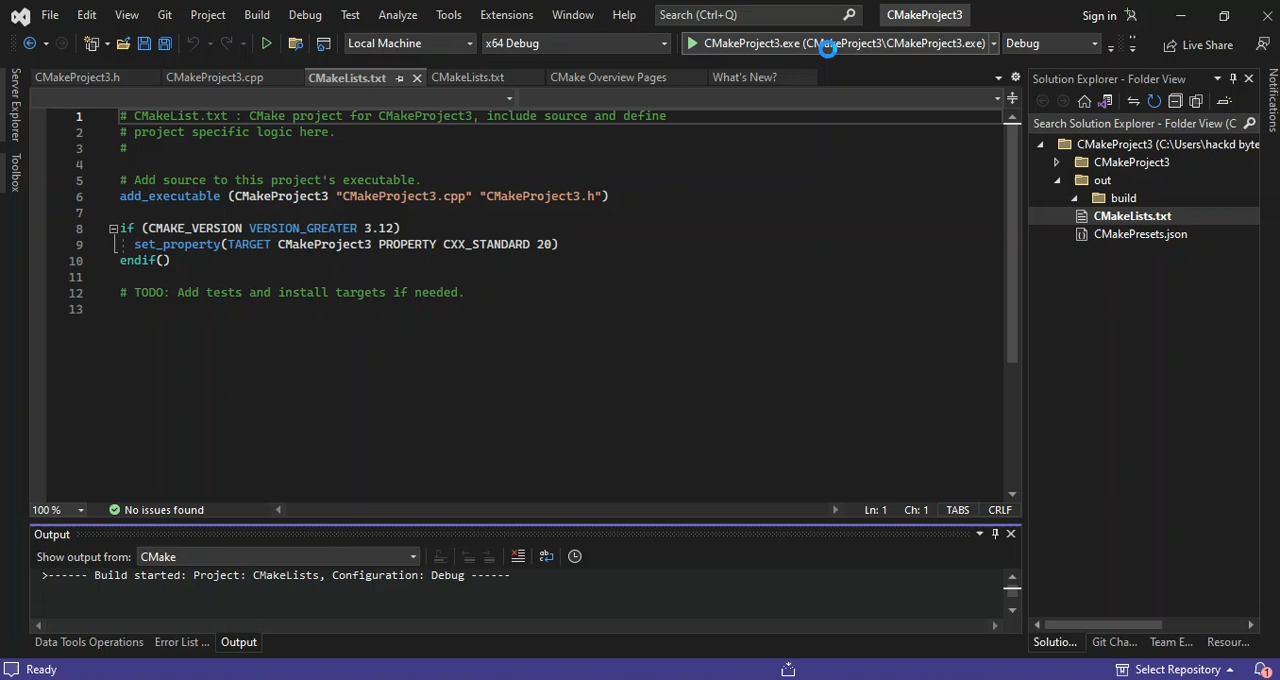 File Edit View Git Project Build Debug Test Analyze Tools Extensions Window Help Search (Ctrl+Q) CMakeProject3 Sign in
Local Machine x64 Debug CMakeProject3.exe (CMakeProject3\CMakeProject3.exe) Debug Live Share
Server Explorer
Toolbox
CMakeProject3.h CMakeProject3.cpp CMakeLists.txt CMakeLists.txt CMake Overview Pages What's New?
1 # CMakeList.txt : CMake project for CMakeProject3, include source and define
2 # project specific logic here.
3 #
4
5 # Add source to this project's executable.
6 add_executable (CMakeProject3 "CMakeProject3.cpp" "CMakeProject3.h")
7
8 if (CMAKE_VERSION VERSION_GREATER 3.12)
9 set_property(TARGET CMakeProject3 PROPERTY CXX_STANDARD 20)
10 endif()
11
12 # TODO: Add tests and install targets if needed.
13
100 % No issues found Ln: 1 Ch: 1 TABS CRLF
Output
Show output from: CMake
>------ Build started: Project: CMakeLists, Configuration: Debug ------
Data Tools Operations Error List ... Output
Solution Explorer - Folder View
Search Solution Explorer - Folder View (C
CMakeProject3 (C:\Users\hackd byte
CMakeProject3
out
build
CMakeLists.txt
CMakePresets.json
Solutio... Git Cha... Team E... Resour...
Notifications
Ready Select Repository 1